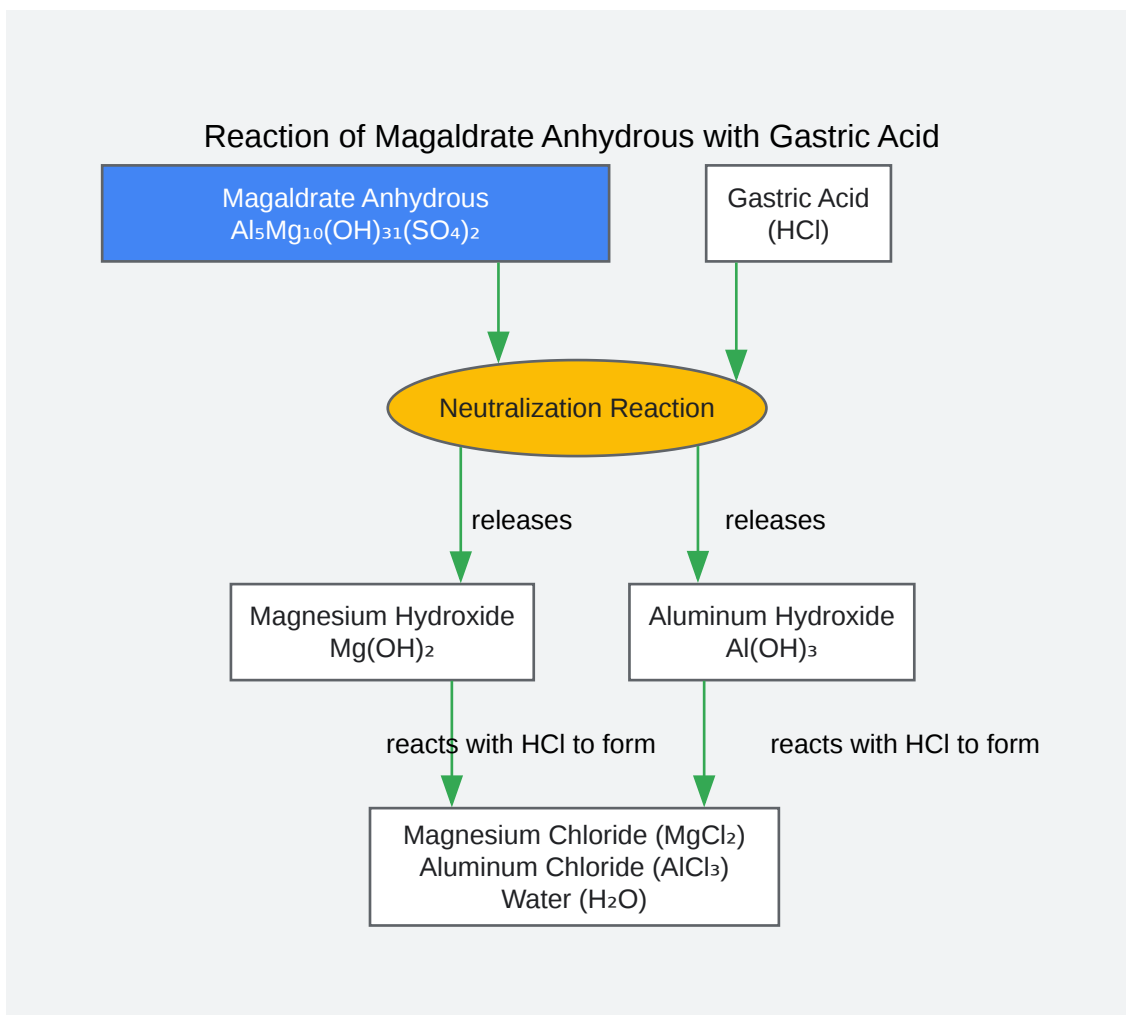 Reaction of Magaldrate Anhydrous with Gastric Acid
Magaldrate Anhydrous
Al₅Mg₁₀(OH)₃₁(SO₄)₂
Gastric Acid
(HCl)
Neutralization Reaction
releases
releases
Magnesium Hydroxide
Mg(OH)₂
Aluminum Hydroxide
Al(OH)₃
reacts with HCl to form
reacts with HCl to form
Magnesium Chloride (MgCl₂)
Aluminum Chloride (AlCl₃)
Water (H₂O)